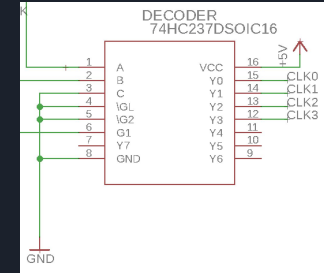 K
DECODER
74HC237DSOIC16
+5V
1 A VCC 16
2 B Y0 15 CLK0
3 C Y1 14 CLK1
4 \GL Y2 13 CLK2
5 \G2 Y3 12 CLK3
6 G1 Y4 11
7 Y7 Y5 10
8 GND Y6 9
GND